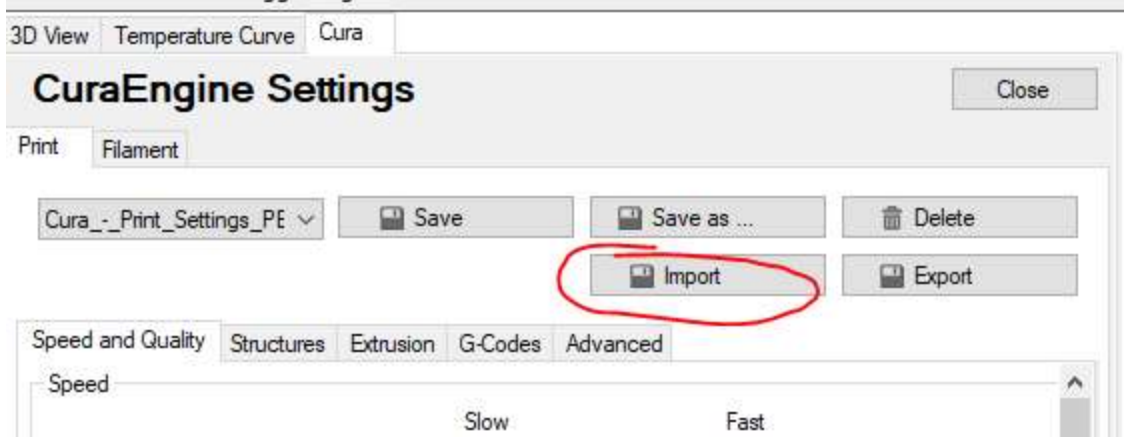 3D View Temperature Curve Cura
CuraEngine Settings Close
Print Filament
Cura_-_Print_Settings_PE Save Save as ... Delete
Import Export
Speed and Quality Structures Extrusion G-Codes Advanced
Speed
Slow Fast